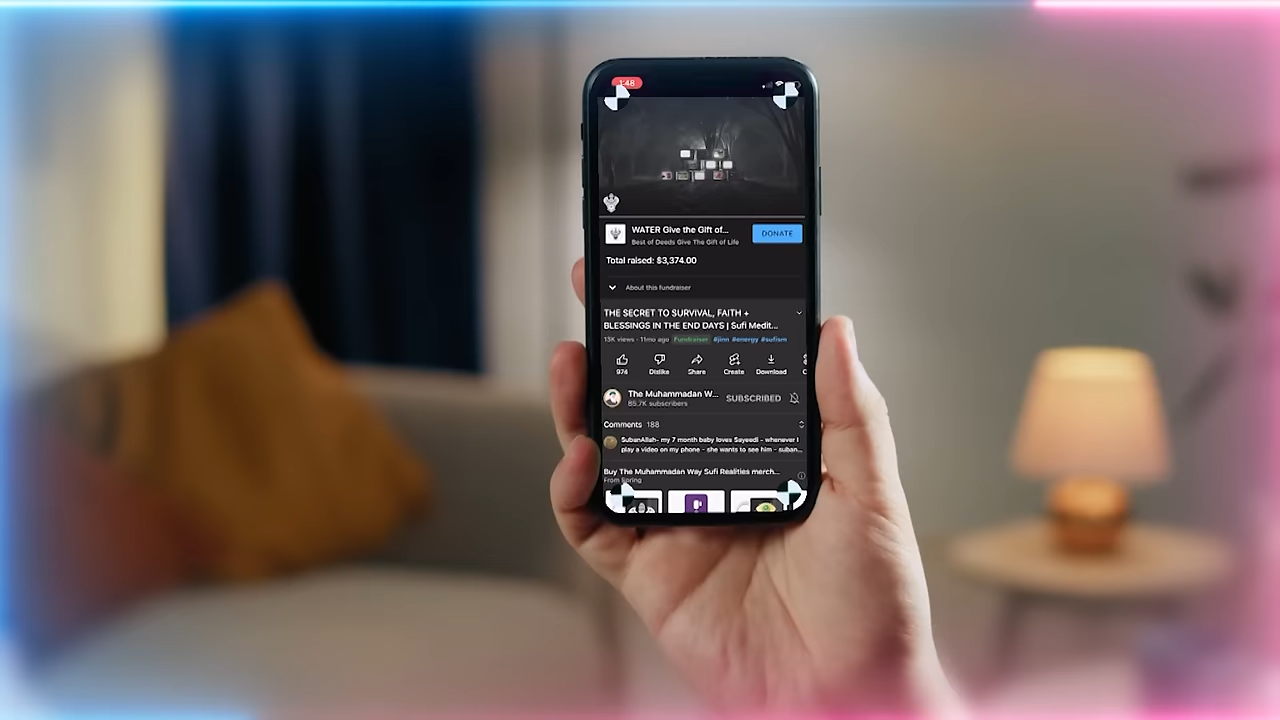 1:48
WATER Give the Gift of...
Best of Deeds Give The Gift of Life
DONATE
Total raised: $3,374.00
About this fundraiser
THE SECRET TO SURVIVAL, FAITH +
BLESSINGS IN THE END DAYS | Sufi Medit...
13K views · 11mo ago Fundraiser #jinn #energy #sufism
974 Dislike Share Create Download C
The Muhammadan W...
85.7K subscribers
SUBSCRIBED
Comments 188
SubanAllah- my 7 month baby loves Sayeedi - whenever I
play a video on my phone - she wants to see him - suban...
Buy The Muhammadan Way Sufi Realities merch...
From Spring